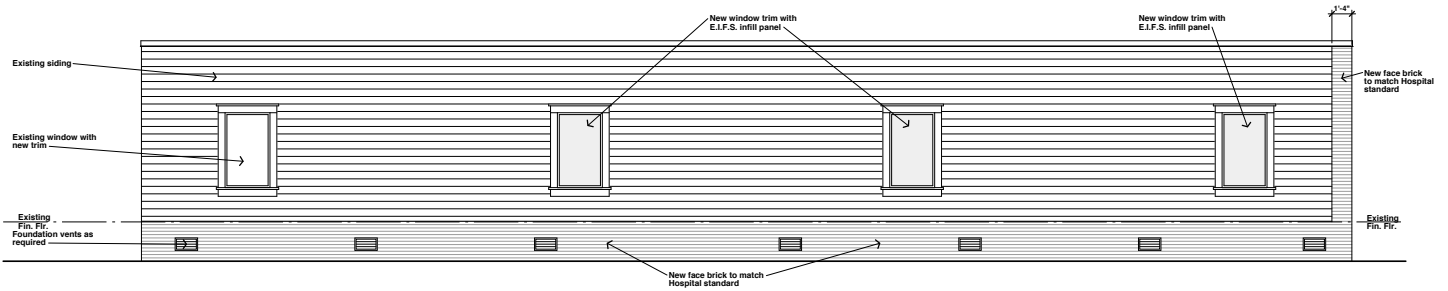 1'-4"
New window trim with
E.I.F.S. infill panel
New window trim with
E.I.F.S. infill panel
Existing siding
New face brick
to match Hospital
standard
Existing window with
new trim
Existing
Fin. Flr.
Foundation vents as
required
Existing
Fin. Flr.
New face brick to match
Hospital standard